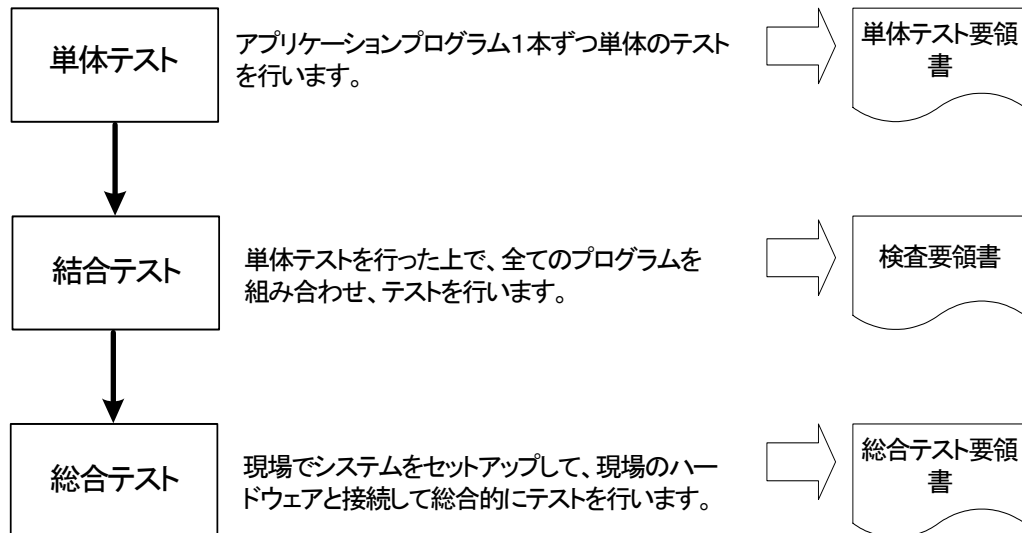 単体テスト
アプリケーションプログラム１本ずつ単体のテスト
を行います。
単体テスト要領
書
結合テスト
単体テストを行った上で、全てのプログラムを
組み合わせ、テストを行います。
検査要領書
総合テスト
現場でシステムをセットアップして、現場のハー
ドウェアと接続して総合的にテストを行います。
総合テスト要領
書